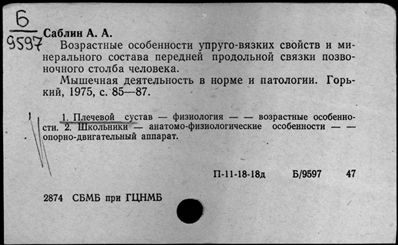 Б
9597
Саблин А. А.
Возрастные особенности упруго-вязких свойств и ми-
нерального состава передней продольной связки позво-
ночного столба человека.
Мышечная деятельность в норме и патологии. Горь-
кий, 1975, с. 85—87.
1. Плечевой сустав — физиология — — возрастные особенно-
сти. 2. Школьники — анатомо-физиологические особенности — —
опорно-двигательный аппарат.
П-11-18-18д Б/9597 47
2874 СБМБ при ГЦНМБ